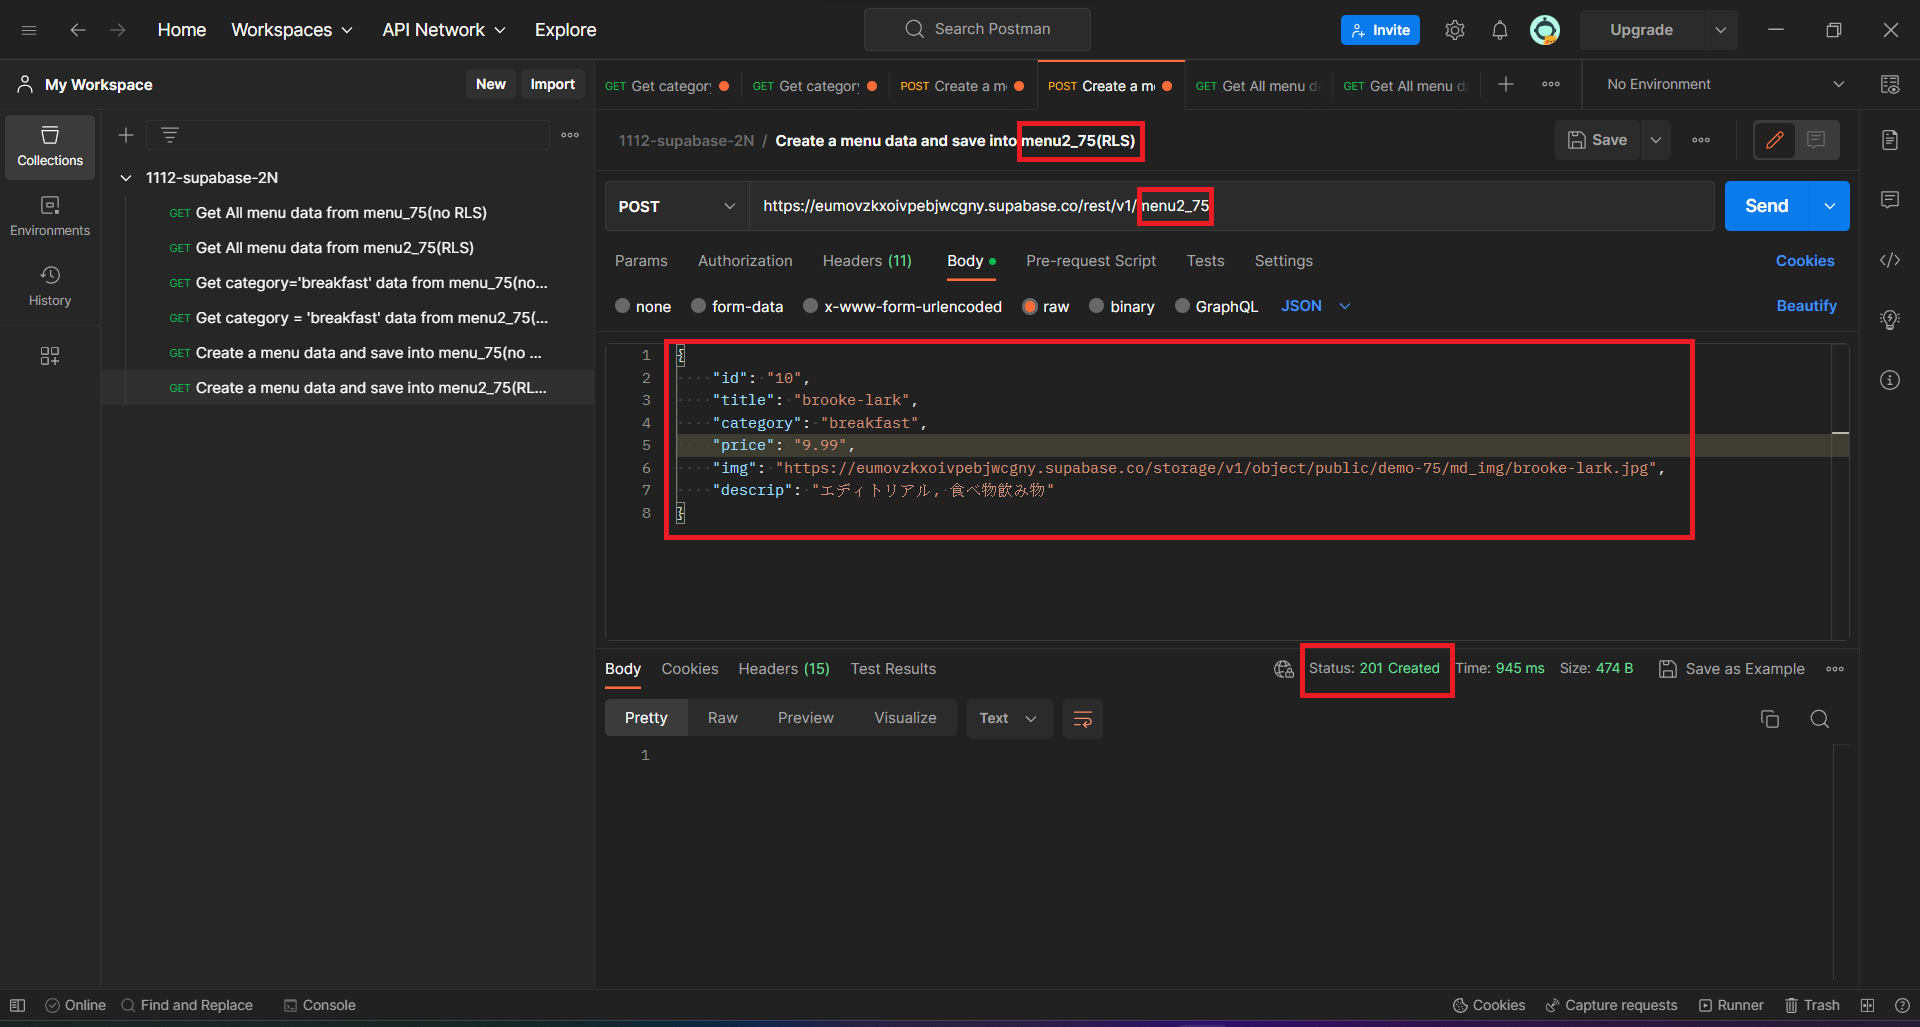 Home
Workspaces
API Network
Explore
Search Postman
Invite
Upgrade
My Workspace
New
Import
GET Get category
GET Get category
POST Create a m
POST Create a m
GET Get All menu d
GET Get All menu d
No Environment
Collections
Environments
History
1112-supabase-2N
GET Get All menu data from menu_75(no RLS)
GET Get All menu data from menu2_75(RLS)
GET Get category='breakfast' data from menu_75(no...
GET Get category = 'breakfast' data from menu2_75(...
GET Create a menu data and save into menu_75(no ...
GET Create a menu data and save into menu2_75(RL...
1112-supabase-2N / Create a menu data and save into menu2_75(RLS)
Save
POST
https://eumovzkxoivpebjwcgny.supabase.co/rest/v1/menu2_75
Send
Params
Authorization
Headers (11)
Body
Pre-request Script
Tests
Settings
Cookies
none
form-data
x-www-form-urlencoded
raw
binary
GraphQL
JSON
Beautify
1 {
2 "id": "10",
3 "title": "brooke-lark",
4 "category": "breakfast",
5 "price": "9.99",
6 "img": "https://eumovzkxoivpebjwcgny.supabase.co/storage/v1/object/public/demo-75/md_img/brooke-lark.jpg",
7 "descrip": "エディトリアル, 食べ物飲み物"
8 }
Body
Cookies
Headers (15)
Test Results
Status: 201 Created
Time: 945 ms
Size: 474 B
Save as Example
Pretty
Raw
Preview
Visualize
Text
1
Online
Find and Replace
Console
Cookies
Capture requests
Runner
Trash